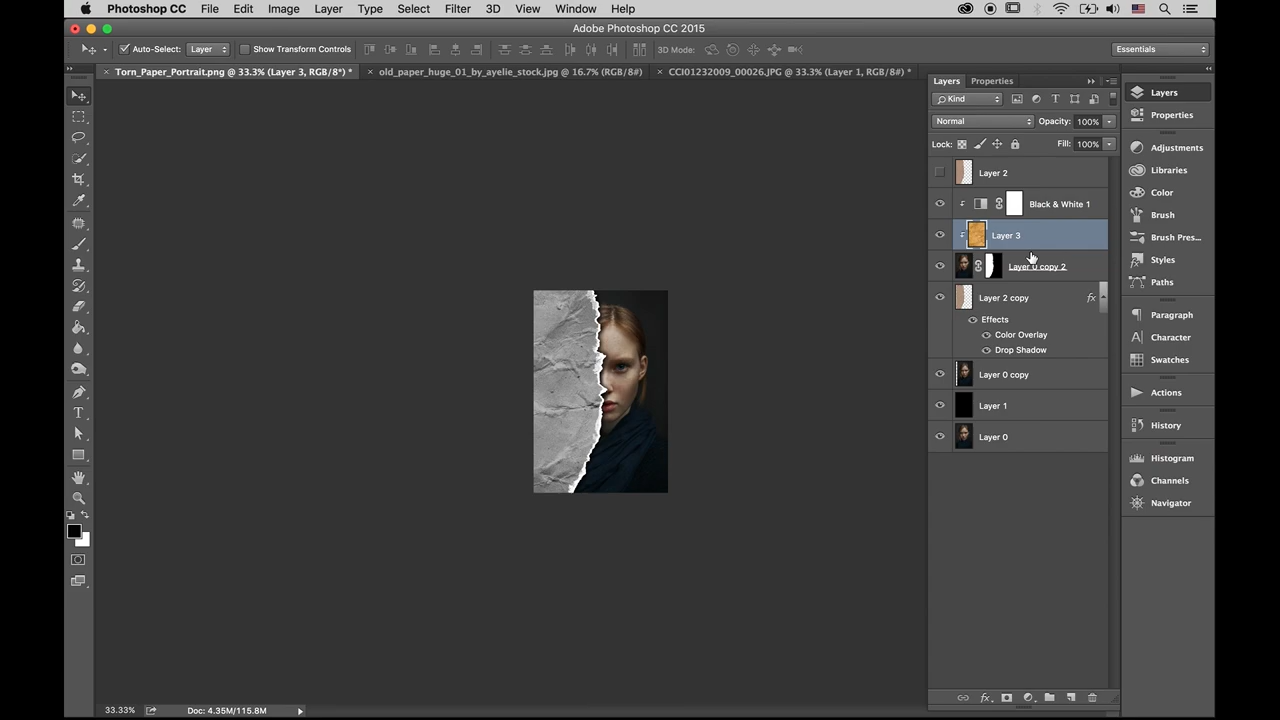 Photoshop CC File Edit Image Layer Type Select Filter 3D View Window Help
Adobe Photoshop CC 2015
Auto-Select: Layer Show Transform Controls 3D Mode: Essentials
Torn_Paper_Portrait.png @ 33.3% (Layer 3, RGB/8*) * old_paper_huge_01_by_ayelie_stock.jpg @ 16.7% (RGB/8#) CCI01232009_00026.JPG @ 33.3% (Layer 1, RGB/8#) *
Layers Properties
Kind
Normal Opacity: 100%
Lock: Fill: 100%
Layer 2
Black & White 1
Layer 3
Layer 0 copy 2
Layer 2 copy fx
Effects
Color Overlay
Drop Shadow
Layer 0 copy
Layer 1
Layer 0
Layers
Properties
Adjustments
Libraries
Color
Brush
Brush Pres...
Styles
Paths
Paragraph
Character
Swatches
Actions
History
Histogram
Channels
Navigator
33.33% Doc: 4.35M/115.8M